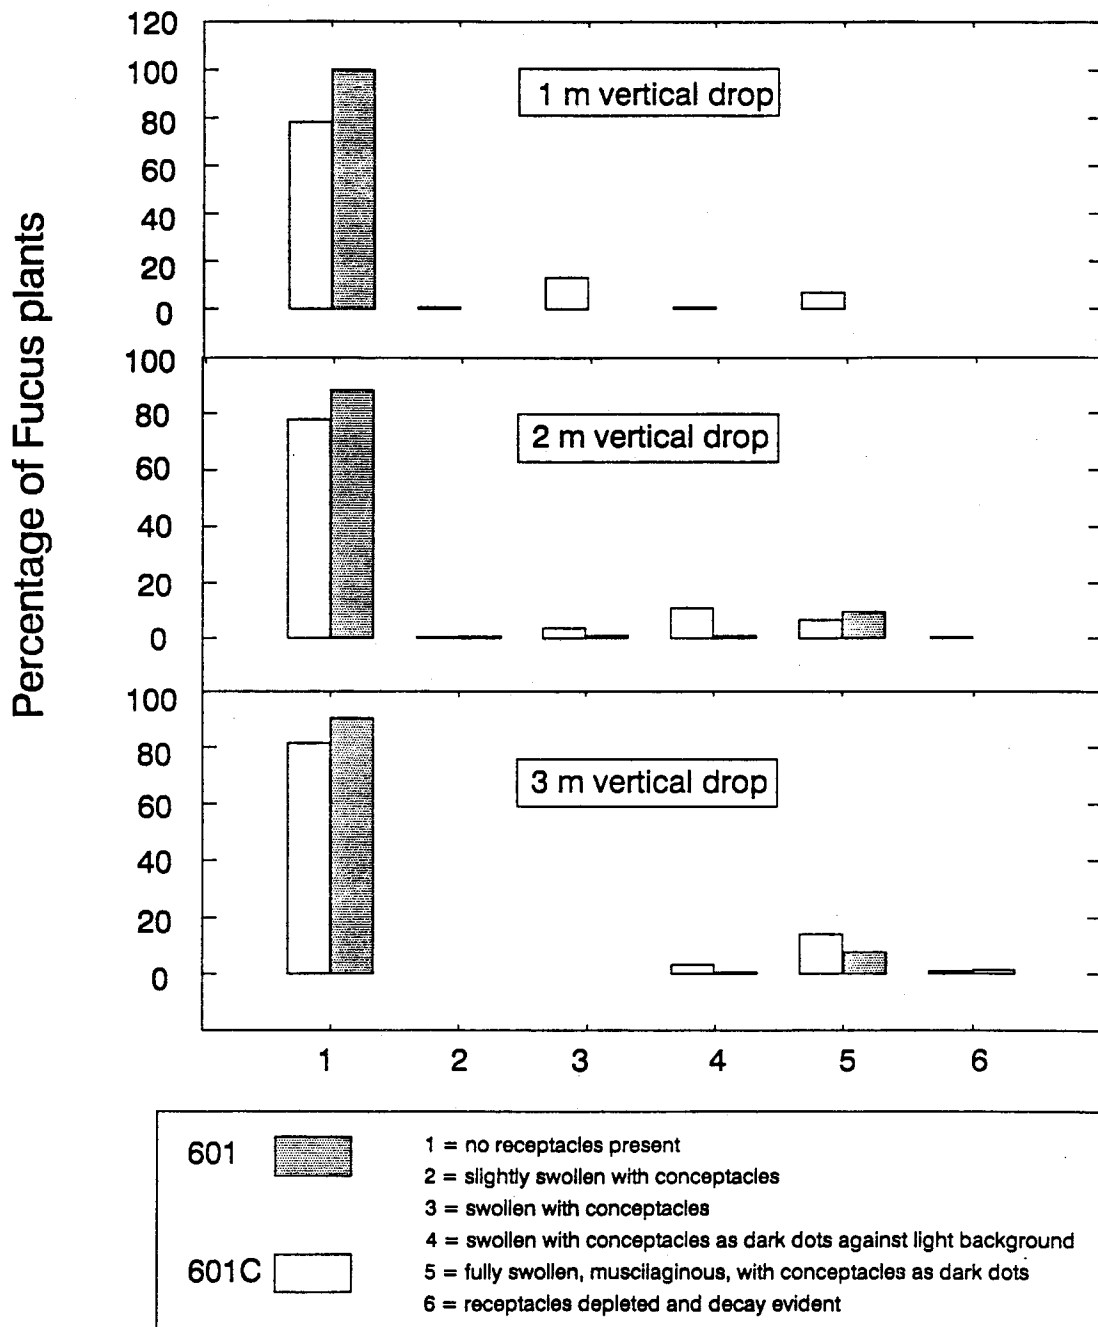 Percentage of Fucus plants
120
100
80
60
40
20
0
1 m vertical drop
100
80
60
40
20
0
2 m vertical drop
100
80
60
40
20
0
3 m vertical drop
1 2 3 4 5 6
601
601C
1 = no receptacles present
2 = slightly swollen with conceptacles
3 = swollen with conceptacles
4 = swollen with conceptacles as dark dots against light background
5 = fully swollen, muscilaginous, with conceptacles as dark dots
6 = receptacles depleted and decay evident